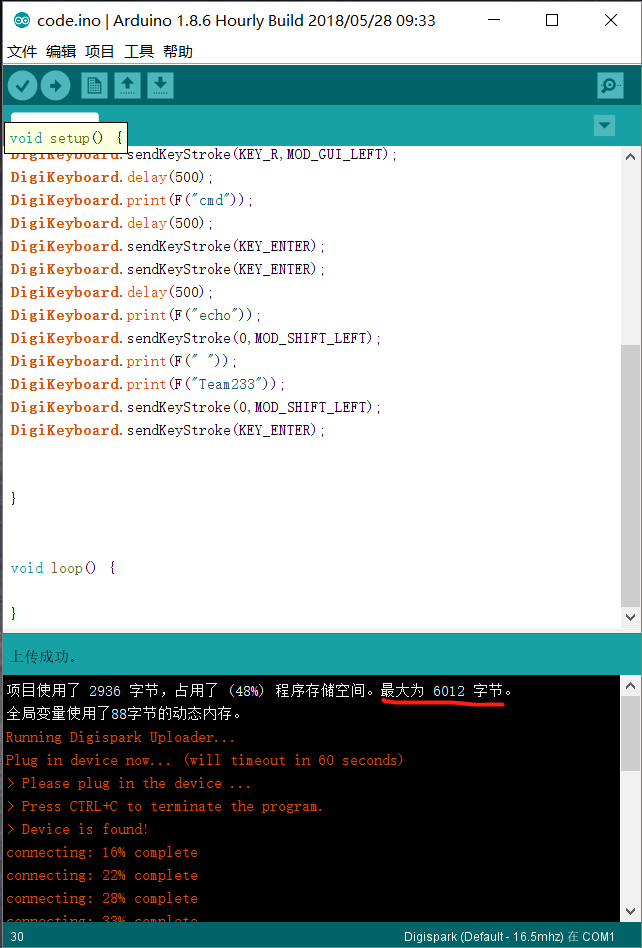 code.ino | Arduino 1.8.6 Hourly Build 2018/05/28 09:33
文件 编辑 项目 工具 帮助
void setup() {
DigiKeyboard.sendKeyStroke(KEY_R,MOD_GUI_LEFT);
DigiKeyboard.delay(500);
DigiKeyboard.print(F("cmd"));
DigiKeyboard.delay(500);
DigiKeyboard.sendKeyStroke(KEY_ENTER);
DigiKeyboard.sendKeyStroke(KEY_ENTER);
DigiKeyboard.delay(500);
DigiKeyboard.print(F("echo"));
DigiKeyboard.sendKeyStroke(0,MOD_SHIFT_LEFT);
DigiKeyboard.print(F(" "));
DigiKeyboard.print(F("Team233"));
DigiKeyboard.sendKeyStroke(0,MOD_SHIFT_LEFT);
DigiKeyboard.sendKeyStroke(KEY_ENTER);
}
void loop() {
}
上传成功。
项目使用了 2936 字节，占用了 (48%) 程序存储空间。最大为 6012 字节。
全局变量使用了88字节的动态内存。
Running Digispark Uploader...
Plug in device now... (will timeout in 60 seconds)
> Please plug in the device ...
> Press CTRL+C to terminate the program.
> Device is found!
connecting: 16% complete
connecting: 22% complete
connecting: 28% complete
connecting: 33% complete
30
Digispark (Default - 16.5mhz) 在 COM1